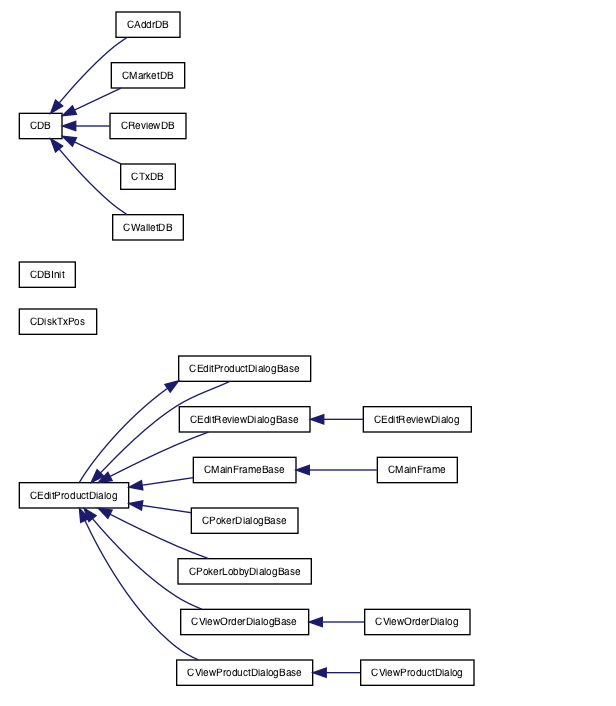 CAddrDB
CMarketDB
CDB
CReviewDB
CTxDB
CWalletDB
CDBInit
CDiskTxPos
CEditProductDialogBase
CEditReviewDialogBase
CEditReviewDialog
CMainFrameBase
CMainFrame
CEditProductDialog
CPokerDialogBase
CPokerLobbyDialogBase
CViewOrderDialogBase
CViewOrderDialog
CViewProductDialogBase
CViewProductDialog